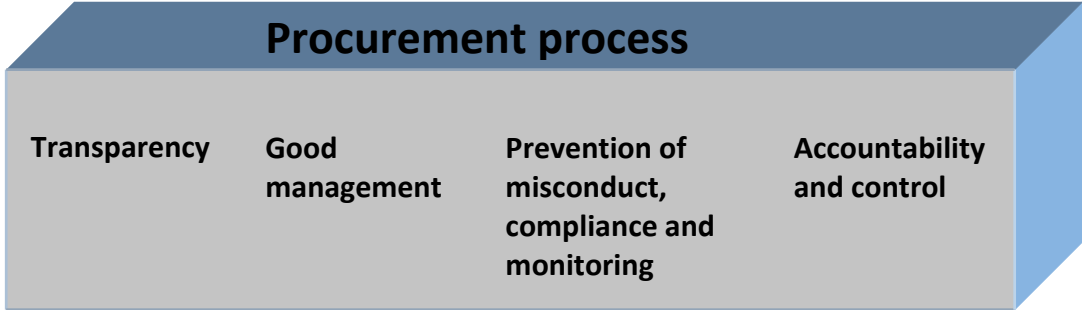 Procurement process
Transparency
Good
management
Prevention of
misconduct,
compliance and
monitoring
Accountability
and control